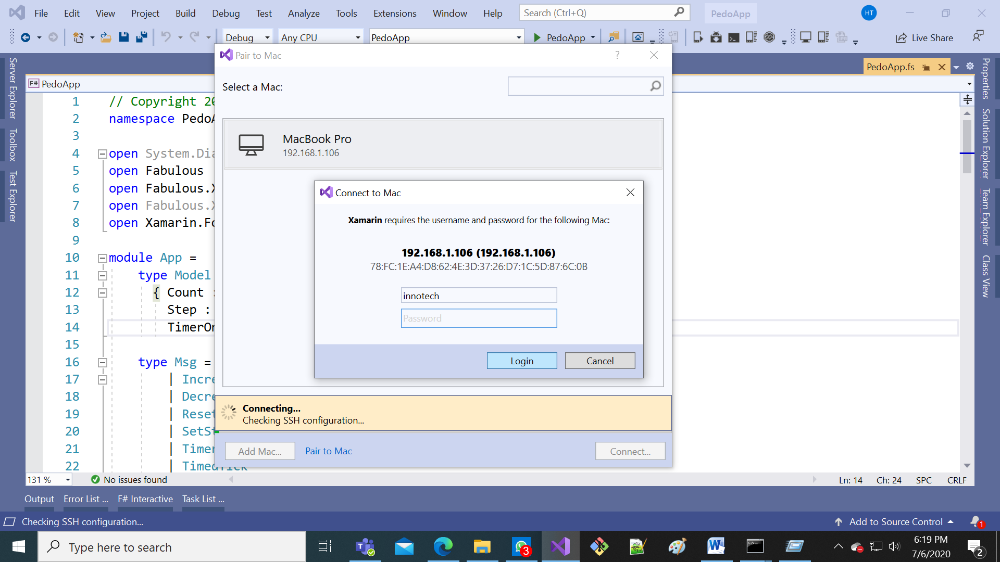 File Edit View Project Build Debug Test Analyze Tools Extensions Window Help Search (Ctrl+Q) PedoApp HT
Debug Any CPU PedoApp PedoApp Live Share
Pair to Mac ?
PedoApp.fs
F# PedoApp
Select a Mac:
Server Explorer
Toolbox
Test Explorer
Properties
Solution Explorer
Team Explorer
Class View
1 // Copyright 20
2 namespace PedoA
3
4 open System.Dia
5 open Fabulous
6 open Fabulous.X
7 open Fabulous.X
8 open Xamarin.Fo
9
10 module App =
11 type Model
12 { Count :
13 Step :
14 TimerOn
15
16 type Msg =
17 | Incre
18 | Decre
19 | Reset
20 | SetSt
21 | Timer
22 | TimedTick
MacBook Pro
192.168.1.106
Connect to Mac
Xamarin requires the username and password for the following Mac:
192.168.1.106 (192.168.1.106)
78:FC:1E:A4:D8:62:4E:3D:37:26:D7:1C:5D:87:6C:0B
innotech
Password
Login Cancel
Connecting...
Checking SSH configuration...
Add Mac... Pair to Mac Connect...
131 % No issues found Ln: 14 Ch: 24 SPC CRLF
Output Error List ... F# Interactive Task List ...
Checking SSH configuration... Add to Source Control 1
Type here to search 3 6:19 PM
7/6/2020 2